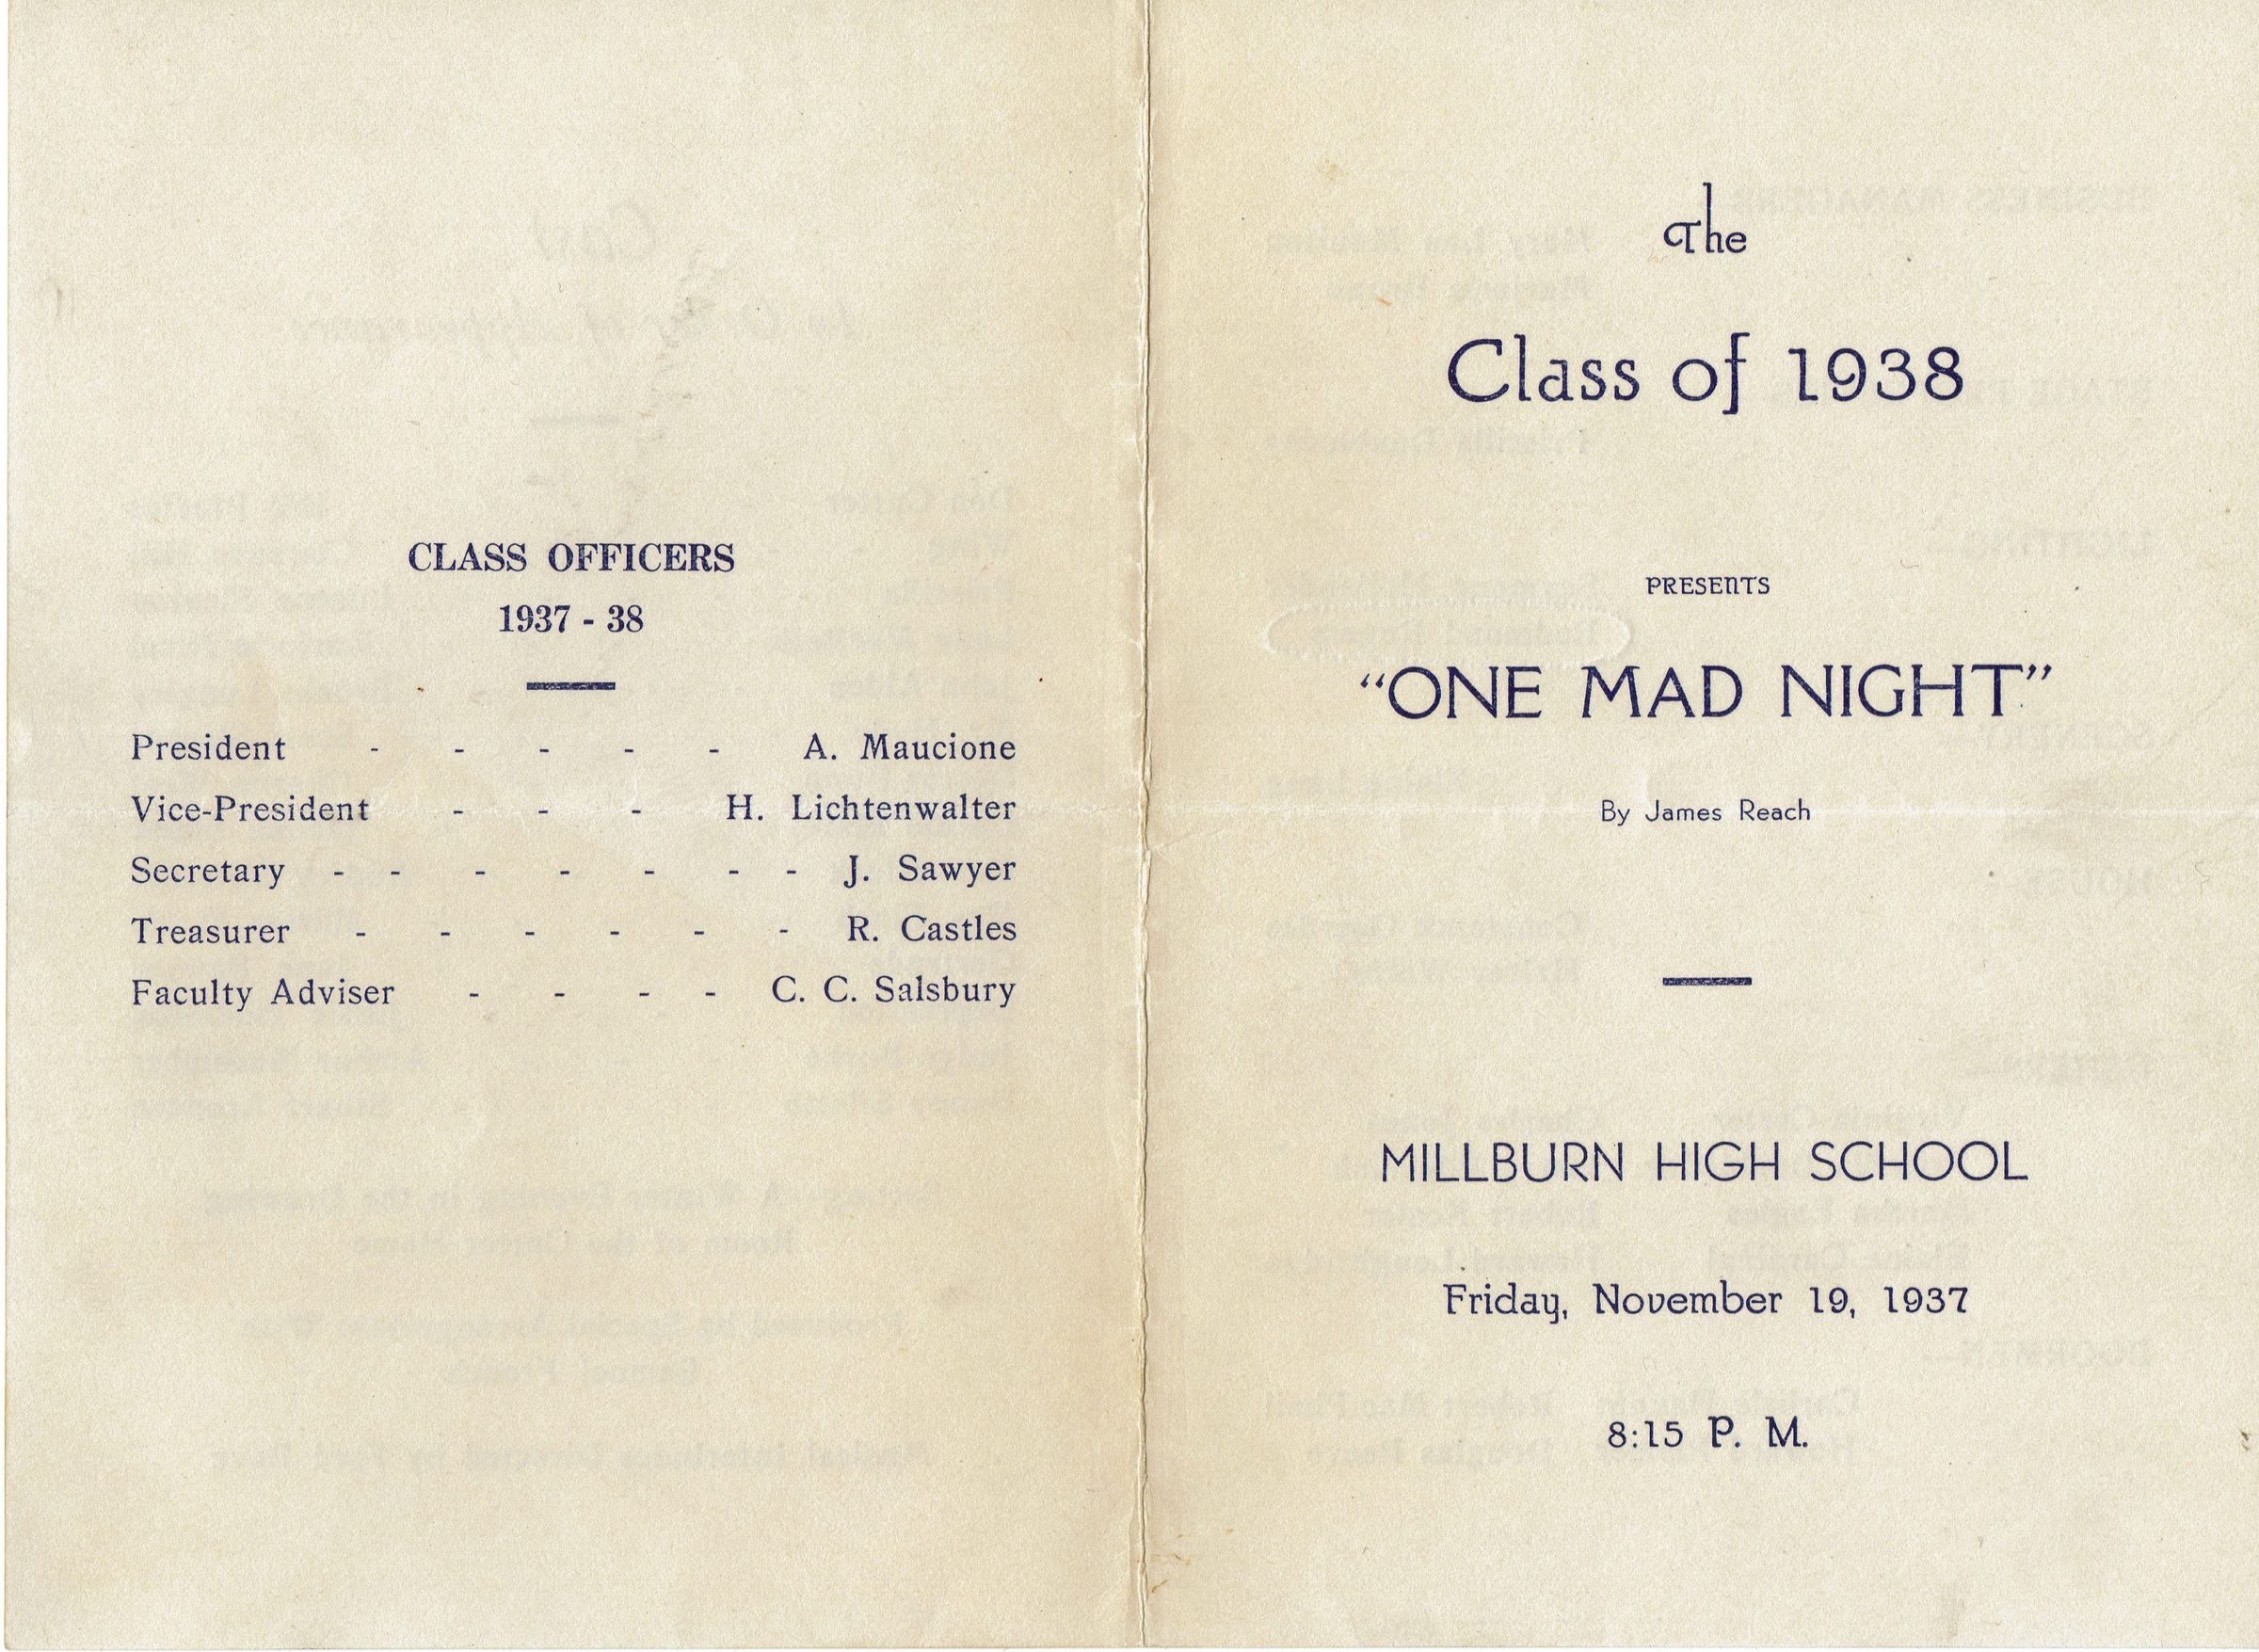 CLASS OFFICERS
1937 - 38
President - - - - - A. Maucione
Vice-President - - - H. Lichtenwalter
Secretary - - - - - - - J. Sawyer
Treasurer - - - - - - R. Castles
Faculty Adviser - - - - C. C. Salsbury
The
Class of 1938
PRESENTS
"ONE MAD NIGHT"
By James Reach
MILLBURN HIGH SCHOOL
Friday, November 19, 1937
8:15 P. M.